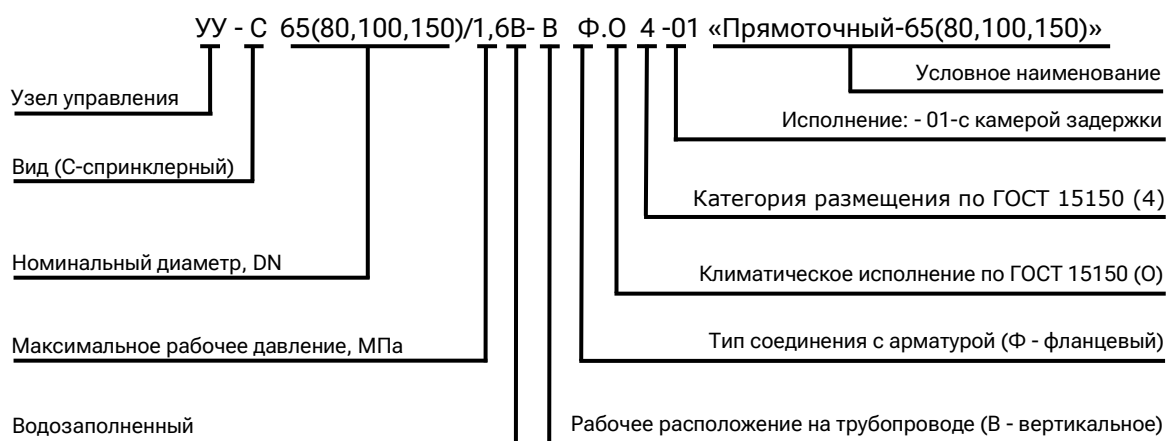 УУ - С 65(80,100,150)/1,6В- В Ф.О 4 -01 «Прямоточный-65(80,100,150)»
Условное наименование
Узел управления
Исполнение: - 01-с камерой задержки
Вид (С-спринклерный)
Категория размещения по ГОСТ 15150 (4)
Номинальный диаметр, DN
Климатическое исполнение по ГОСТ 15150 (О)
Максимальное рабочее давление, МПа
Тип соединения с арматурой (Ф - фланцевый)
Водозаполненный
Рабочее расположение на трубопроводе (В - вертикальное)